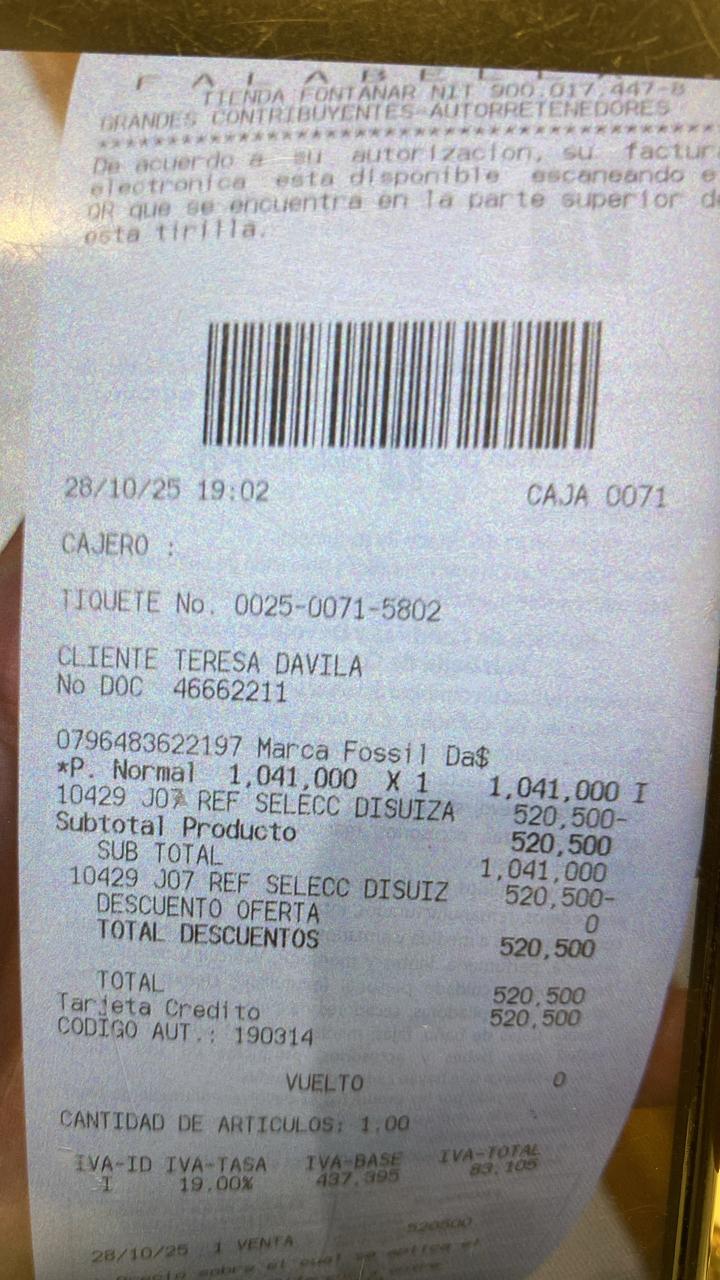 F A L A B E L L A
TIENDA FONTANAR NIT 900.017.447-8
GRANDES CONTRIBUYENTES-AUTORRETENEDORES
****************************************
De acuerdo a su autorizacion, su factur
electronica esta disponible escaneando e
QR que se encuentra en la parte superior de
esta tirilla.
28/10/25 19:02 CAJA 0071
CAJERO :
TIQUETE No. 0025-0071-5802
CLIENTE TERESA DAVILA
No DOC 46662211
0796483622197 Marca Fossil Da$
*P. Normal 1,041,000 X 1 1,041,000 I
10429 J07 REF SELECC DISUIZA 520,500-
Subtotal Producto 520,500
SUB TOTAL 1,041,000
10429 J07 REF SELECC DISUIZ 520,500-
DESCUENTO OFERTA 0
TOTAL DESCUENTOS 520,500
TOTAL 520,500
Tarjeta Credito 520,500
CODIGO AUT.: 190314
VUELTO 0
CANTIDAD DE ARTICULOS: 1.00
IVA-ID IVA-TASA IVA-BASE IVA-TOTAL
I 19.00% 437,395 83,105
28/10/25 1 VENTA 520500
el cual se